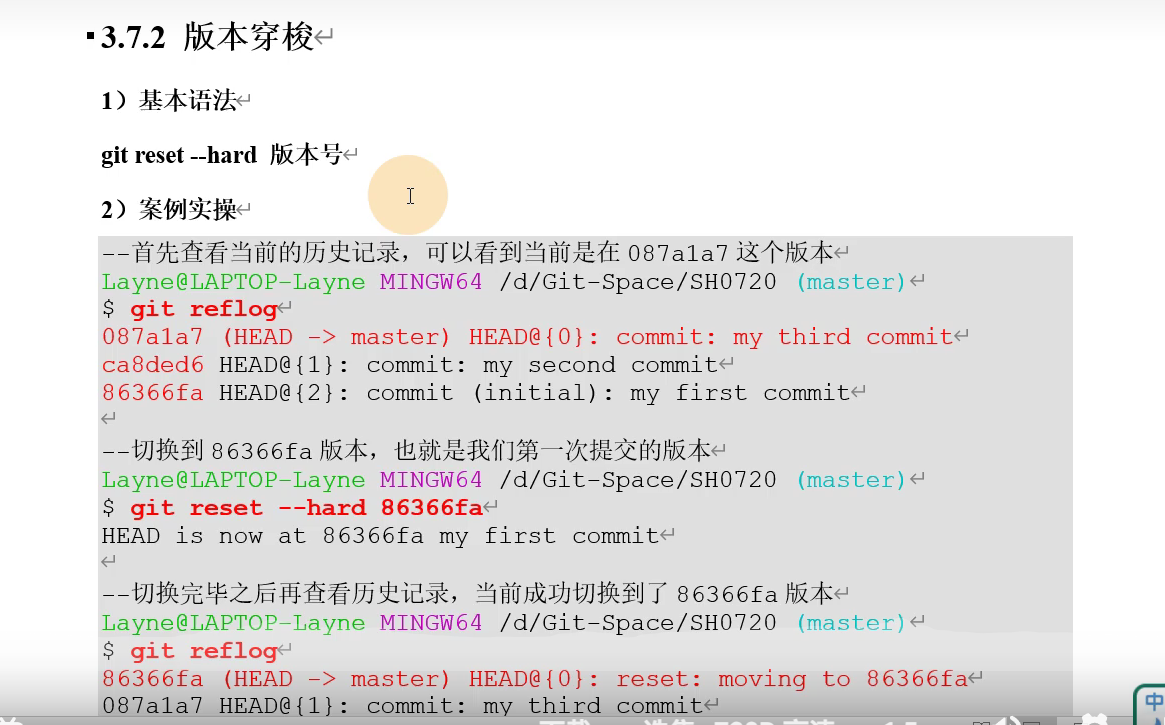 3.7.2 版本穿梭
1）基本语法
git reset --hard 版本号
2）案例实操
--首先查看当前的历史记录，可以看到当前是在 087a1a7 这个版本
Layne@LAPTOP-Layne MINGW64 /d/Git-Space/SH0720 (master)
$ git reflog
087a1a7 (HEAD -> master) HEAD@{0}: commit: my third commit
ca8ded6 HEAD@{1}: commit: my second commit
86366fa HEAD@{2}: commit (initial): my first commit
--切换到 86366fa 版本，也就是我们第一次提交的版本
Layne@LAPTOP-Layne MINGW64 /d/Git-Space/SH0720 (master)
$ git reset --hard 86366fa
HEAD is now at 86366fa my first commit
--切换完毕之后再查看历史记录，当前成功切换到了 86366fa 版本
Layne@LAPTOP-Layne MINGW64 /d/Git-Space/SH0720 (master)
$ git reflog
86366fa (HEAD -> master) HEAD@{0}: reset: moving to 86366fa
087a1a7 HEAD@{1}: commit: my third commit
中